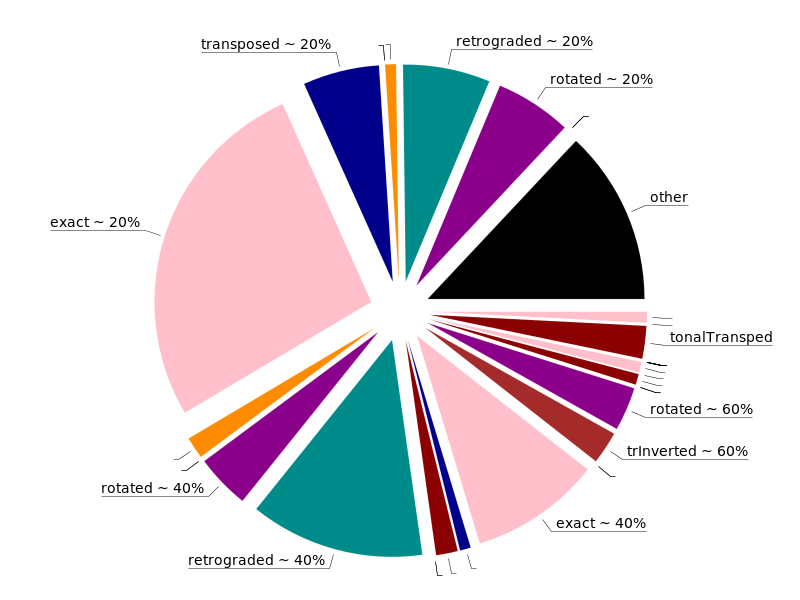 retrograded ~ 20%
transposed ~ 20%
rotated ~ 20%
other
exact ~ 20%
tonalTransped
rotated ~ 60%
trInverted ~ 60%
rotated ~ 40%
exact ~ 40%
retrograded ~ 40%